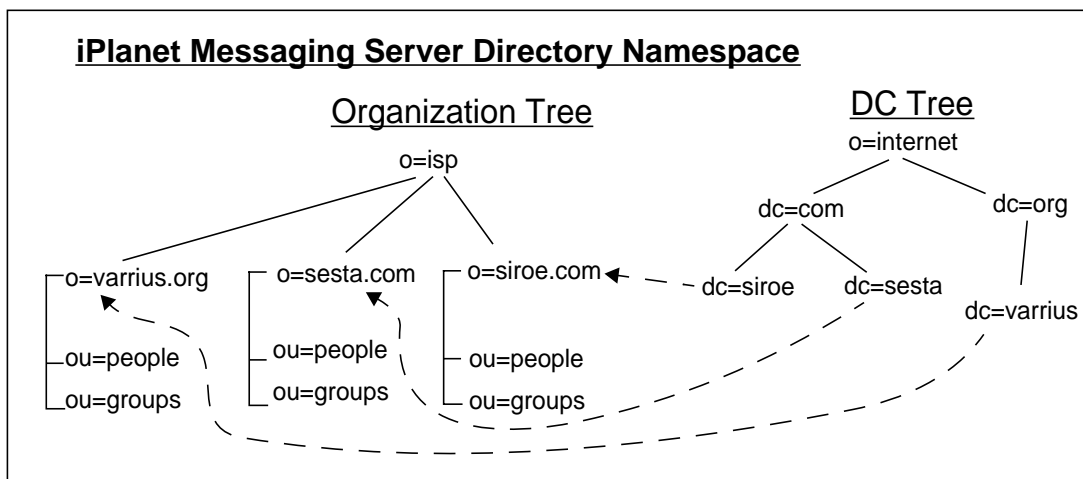 iPlanet Messaging Server Directory Namespace
Organization Tree
DC Tree
o=internet
o=isp
dc=com
dc=org
o=varrius.org
o=sesta.com
o=siroe.com
dc=siroe
dc=sesta
dc=varrius
ou=people
ou=people
ou=people
ou=groups
ou=groups
ou=groups